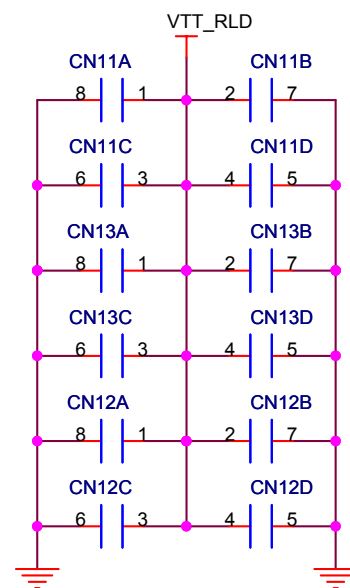 VTT_RLD
CN11A CN11B
8 1 2 7
CN11C CN11D
6 3 4 5
CN13A CN13B
8 1 2 7
CN13C CN13D
6 3 4 5
CN12A CN12B
8 1 2 7
CN12C CN12D
6 3 4 5